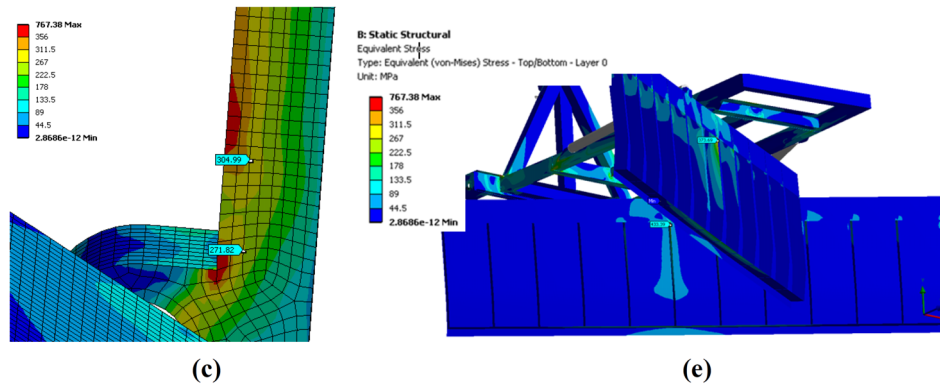 767.38 Max
356
311.5
267
222.5
178
133.5
89
44.5
2.8686e-12 Min
304.99
271.82
(c)
B: Static Structural
Equivalent Stress
Type: Equivalent (von-Mises) Stress - Top/Bottom - Layer 0
Unit: MPa
767.38 Max
356
311.5
267
222.5
178
133.5
89
44.5
2.8686e-12 Min
(e)